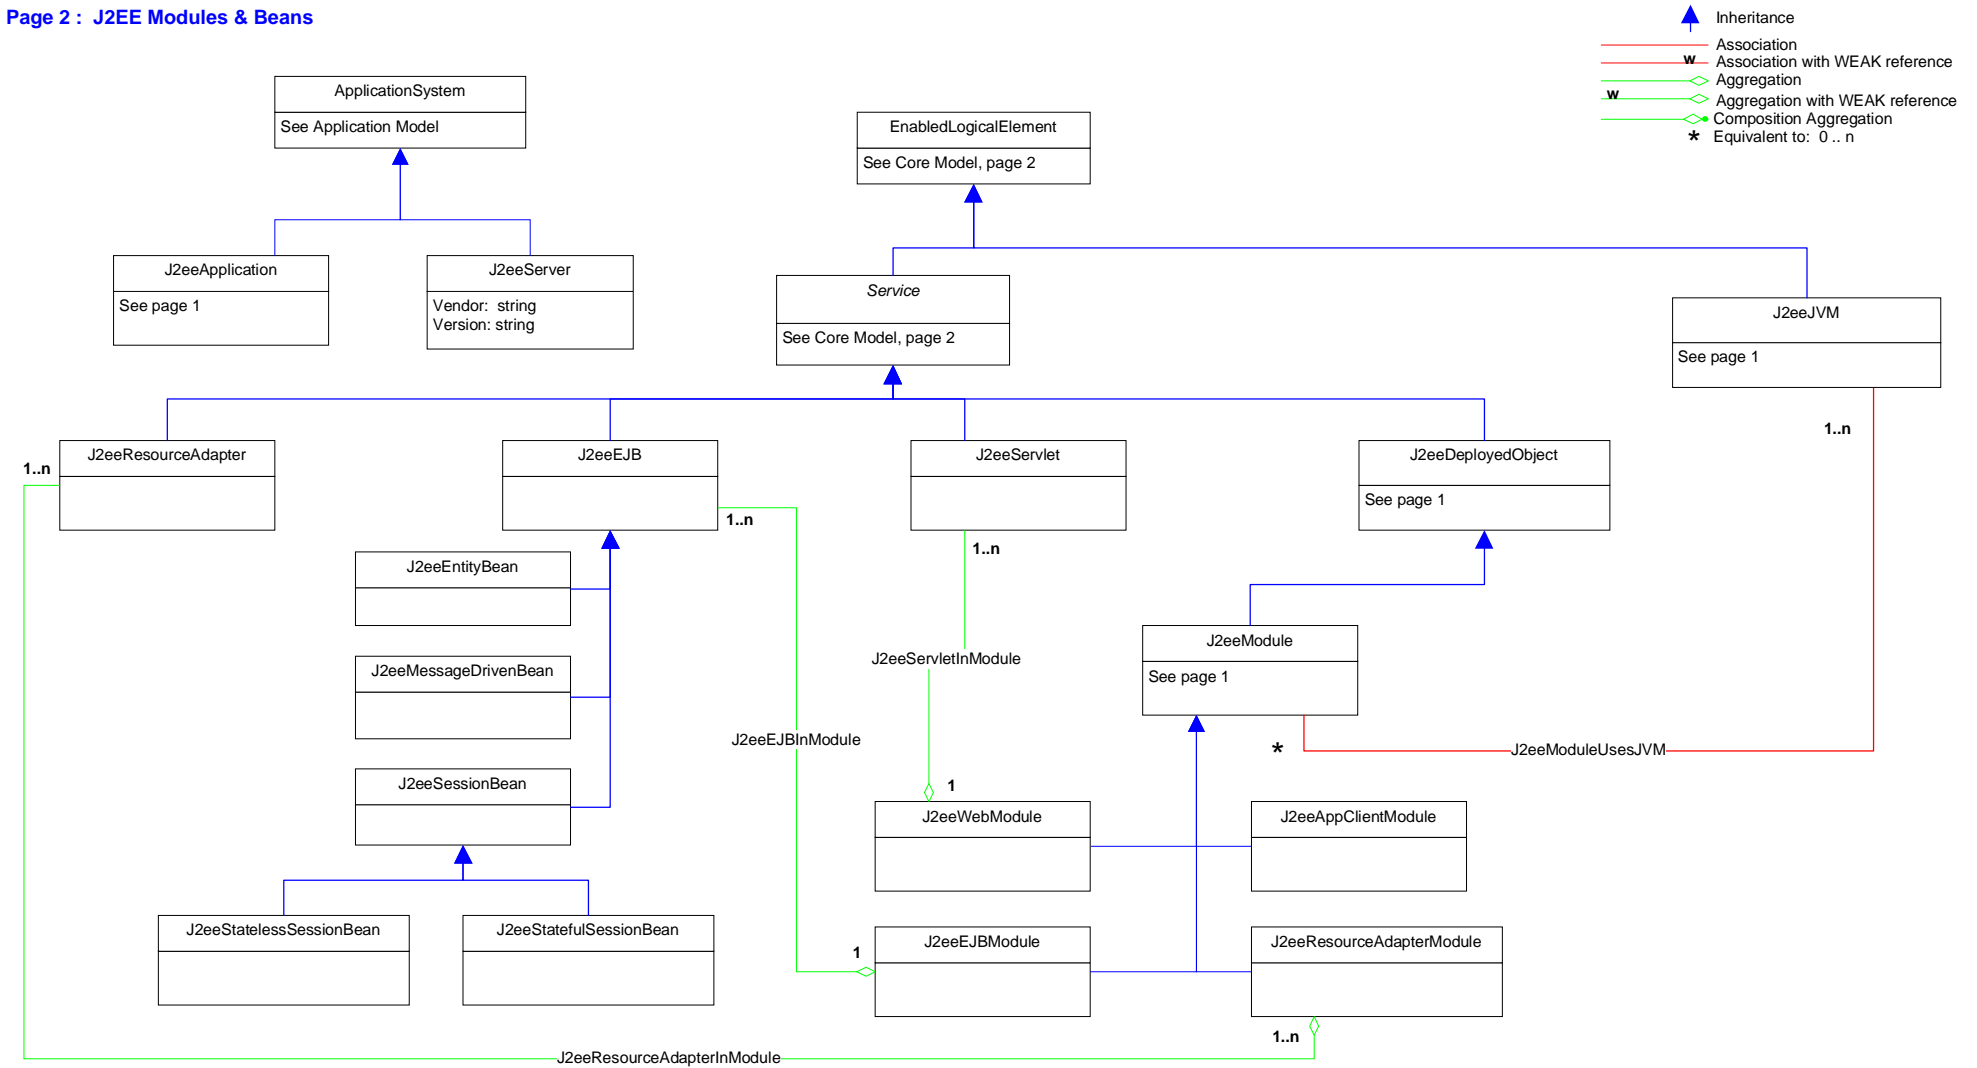 Page 2 :  J2EE Modules & Beans
Inheritance
Association
w
Association with WEAK reference
Aggregation
w
Aggregation with WEAK reference
Composition Aggregation
* Equivalent to:  0 .. n
ApplicationSystem
See Application Model
EnabledLogicalElement
See Core Model, page 2
J2eeApplication
See page 1
J2eeServer
Vendor:  string
Version: string
Service
See Core Model, page 2
J2eeJVM
See page 1
1..n
J2eeResourceAdapter
1..n
J2eeEJB
1..n
J2eeServlet
1..n
J2eeDeployedObject
See page 1
J2eeEntityBean
J2eeMessageDrivenBean
J2eeSessionBean
J2eeServletInModule
J2eeModule
See page 1
J2eeEJBInModule
*
J2eeModuleUsesJVM
1
J2eeWebModule
J2eeAppClientModule
J2eeStatelessSessionBean
J2eeStatefulSessionBean
1
J2eeEJBModule
J2eeResourceAdapterModule
1..n
J2eeResourceAdapterInModule